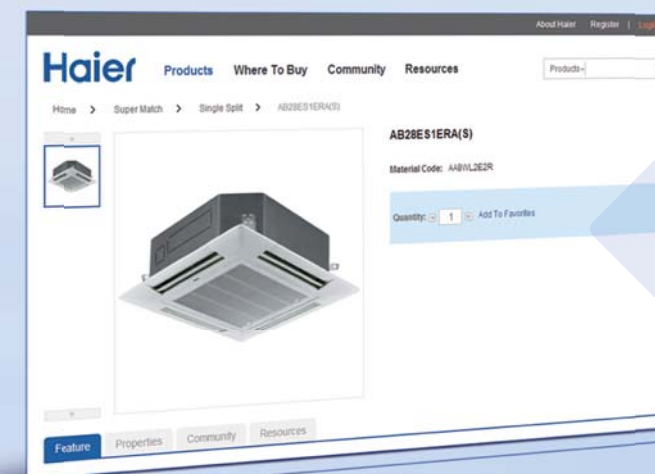 About Haier Register | Login
Haier Products Where To Buy Community Resources Products
Home > Super Match > Single Split > AB28ES1ERA(S)
AB28ES1ERA(S)
Material Code:
Quantity: 1 Add To Favorites
Feature Properties Community Resources